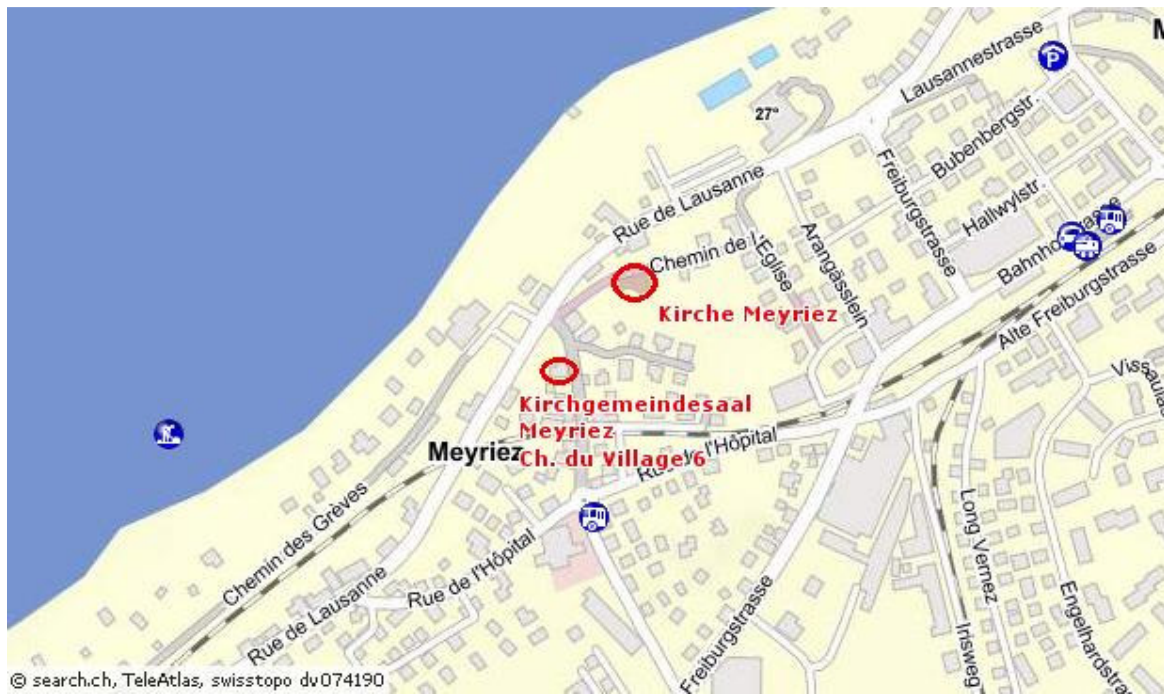 M
Lausannestrasse
P
27°
Bubenbergstr.
Freiburgstrasse
Hallwylstr.
Rue de Lausanne
Chemin de l'Eglise
Arangässlein
Bahnhofstrasse
Alte Freiburgstrasse
Kirche Meyriez
Kirchgemeindesaal
Meyriez
Ch. du Village 6
Meyriez
Rue de l'Hôpital
Vissaulas
Chemin des Grèves
Rue de l'Hôpital
Rue de Lausanne
Freiburgstrasse
Long Vernez
Irisweg
Engelhardstr
© search.ch, TeleAtlas, swisstopo dv074190